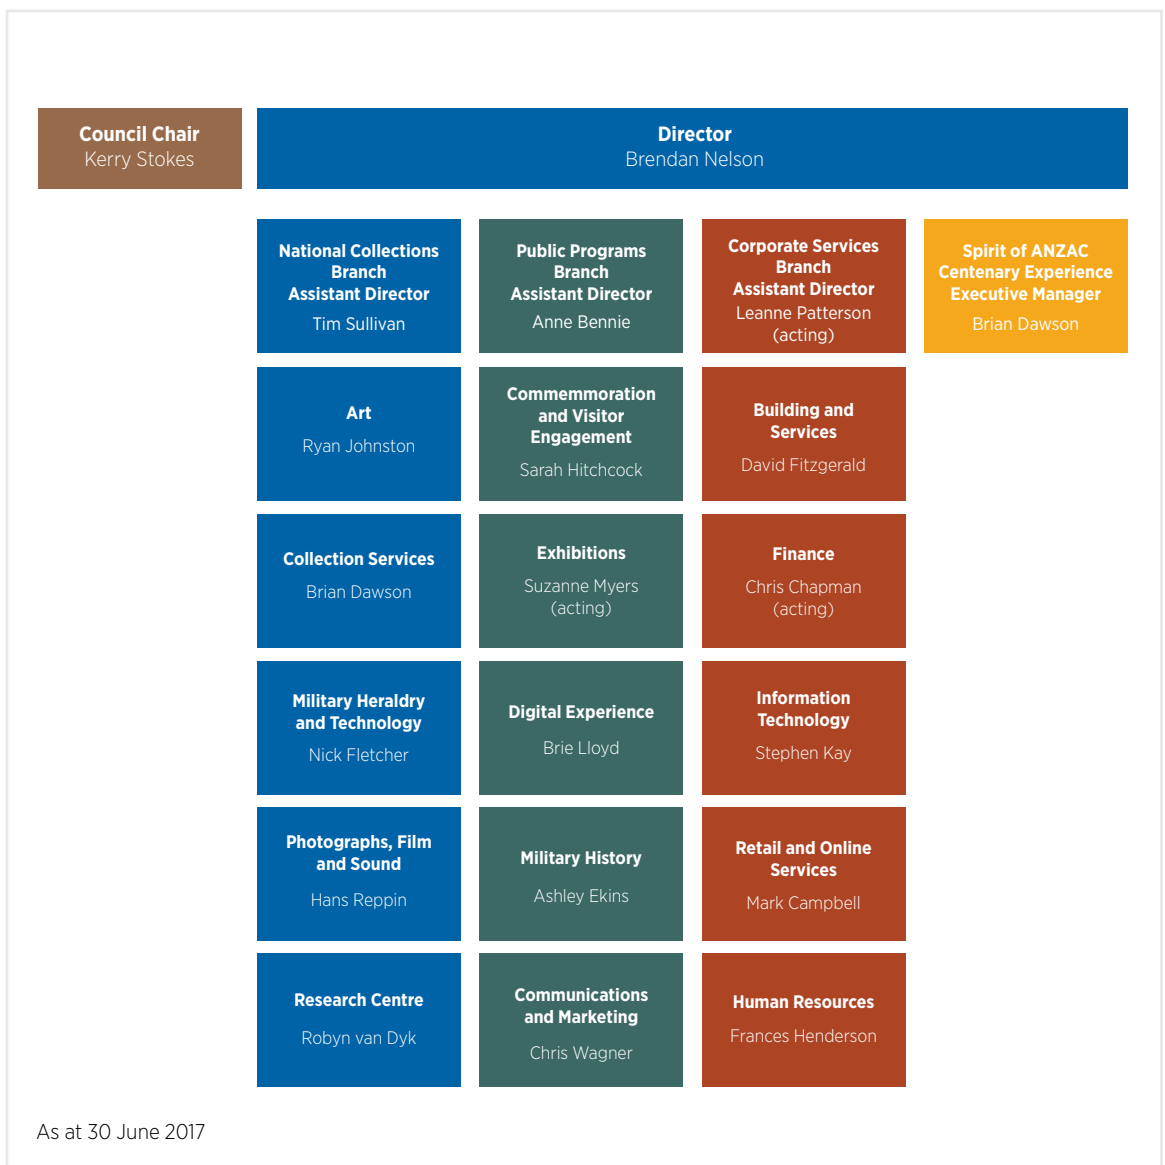 Council Chair
Kerry Stokes
Director
Brendan Nelson
National Collections
Branch
Assistant Director
Tim Sullivan
Public Programs
Branch
Assistant Director
Anne Bennie
Corporate Services
Branch
Assistant Director
Leanne Patterson
(acting)
Spirit of ANZAC
Centenary Experience
Executive Manager
Brian Dawson
Art
Ryan Johnston
Commemmoration
and Visitor
Engagement
Sarah Hitchcock
Building and
Services
David Fitzgerald
Collection Services
Brian Dawson
Exhibitions
Suzanne Myers
(acting)
Finance
Chris Chapman
(acting)
Military Heraldry
and Technology
Nick Fletcher
Digital Experience
Brie Lloyd
Information
Technology
Stephen Kay
Photographs, Film
and Sound
Hans Reppin
Military History
Ashley Ekins
Retail and Online
Services
Mark Campbell
Research Centre
Robyn van Dyk
Communications
and Marketing
Chris Wagner
Human Resources
Frances Henderson
As at 30 June 2017